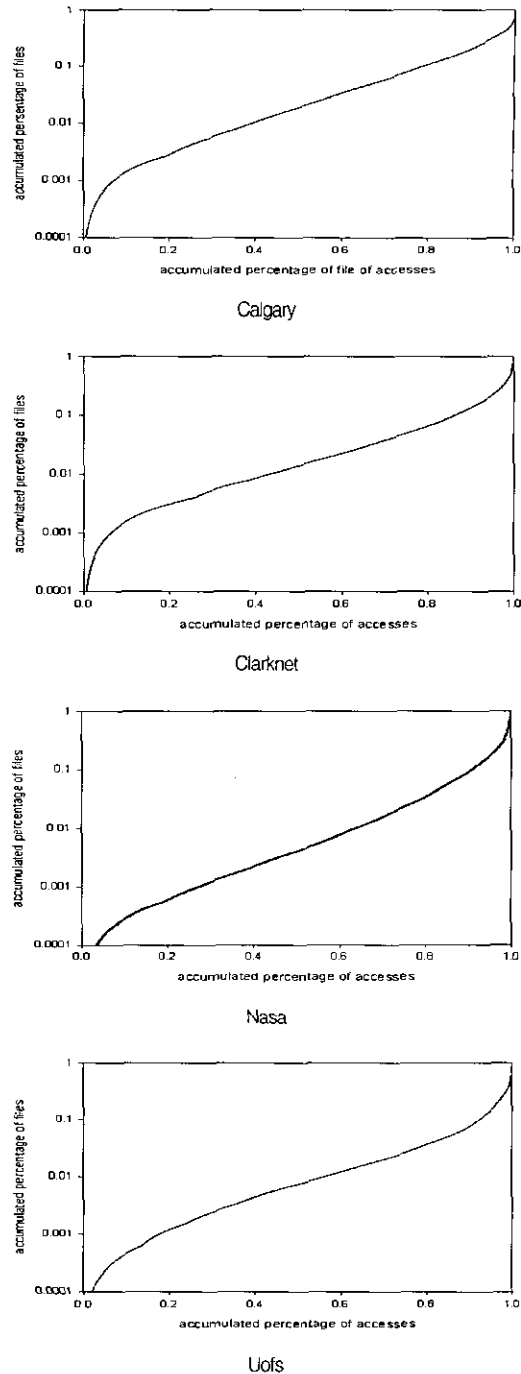 accumulated persentage of files
1
0.1
0.01
0.001
0.0001
0.0 0.2 0.4 0.6 0.8 1.0
accumulated percentage of file of accesses
Calgary
accumulated percentage of files
1
0.1
0.01
0.001
0.0001
0.0 0.2 0.4 0.6 0.8 1.0
accumulated percentage of accesses
Clarknet
accumulated percentage of files
1
0.1
0.01
0.001
0.0001
0.0 0.2 0.4 0.6 0.8 1.0
accumulated percentage of accesses
Nasa
accumulated percentage of files
1
0.1
0.01
0.001
0.0001
0.0 0.2 0.4 0.6 0.8 1.0
accumulated percentage of accesses
Uofs